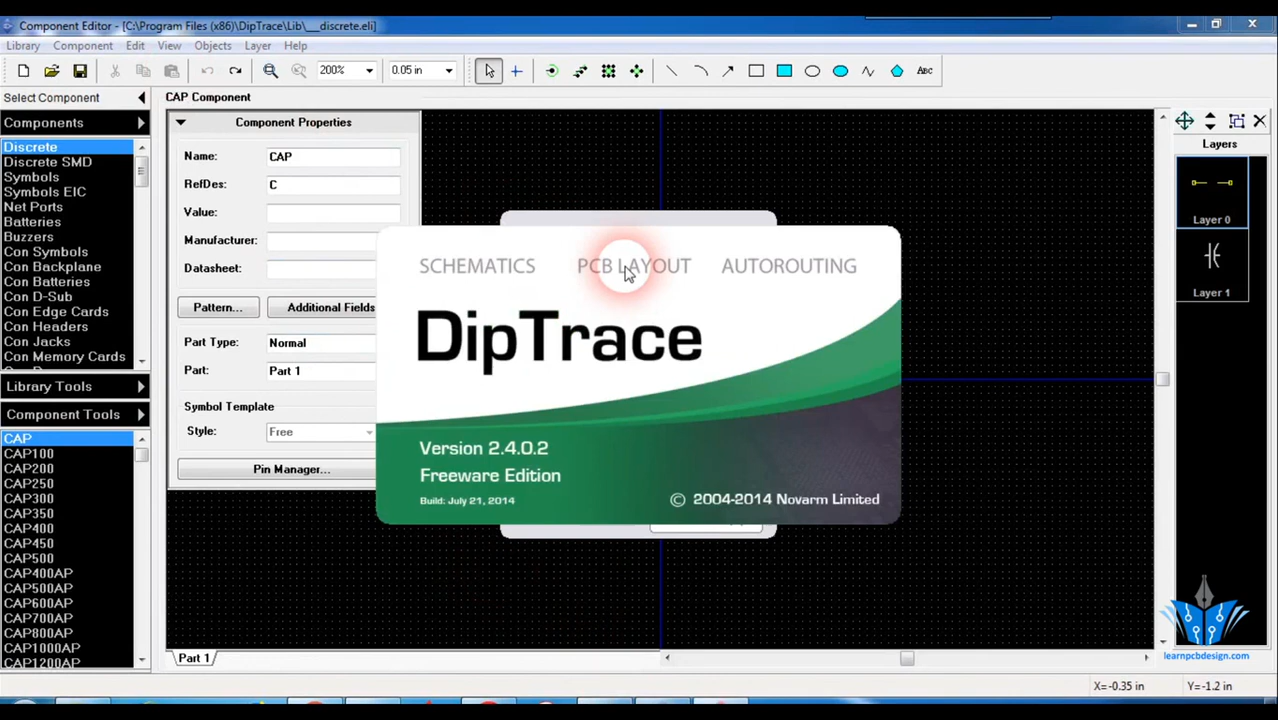 Component Editor - [C:\Program Files (x86)\DipTrace\Lib\__discrete.eli]
Library Component Edit View Objects Layer Help
200% 0.05 in ABC
Select Component
CAP Component
Components
Discrete
Discrete SMD
Symbols
Symbols EIC
Net Ports
Batteries
Buzzers
Con Symbols
Con Backplane
Con Batteries
Con D-Sub
Con Edge Cards
Con Headers
Con Jacks
Con Memory Cards
Library Tools
Component Tools
CAP
CAP100
CAP200
CAP250
CAP300
CAP350
CAP400
CAP450
CAP500
CAP400AP
CAP500AP
CAP600AP
CAP700AP
CAP800AP
CAP1000AP
CAP1200AP
Component Properties
Name: CAP
RefDes: C
Value:
Manufacturer:
Datasheet:
Pattern... Additional Fields
Part Type: Normal
Part: Part 1
Symbol Template
Style: Free
Pin Manager...
SCHEMATICS PCB LAYOUT AUTOROUTING
DipTrace
Version 2.4.0.2
Freeware Edition
Build: July 21, 2014
© 2004-2014 Novarm Limited
Layers
Layer 0
Layer 1
learnpcbdesign.com
Part 1
X=-0.35 in Y=-1.2 in